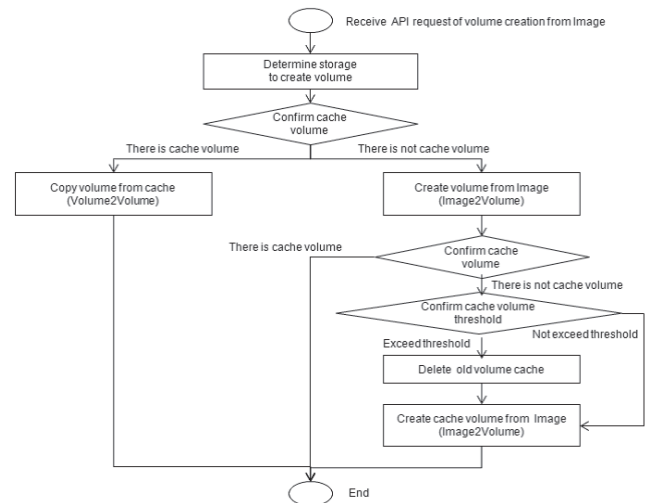 Receive API request of volume creation from Image
Determine storage
to create volume
Confirm cache
volume
There is cache volume
There is not cache volume
Copy volume from cache
(Volume2Volume)
Create volume from Image
(Image2Volume)
There is cache volume
Confirm cache
volume
There is not cache volume
Confirm cache volume
threshold
Exceed threshold
Not exceed threshold
Delete old volume cache
Create cache volume from Image
(Image2Volume)
End